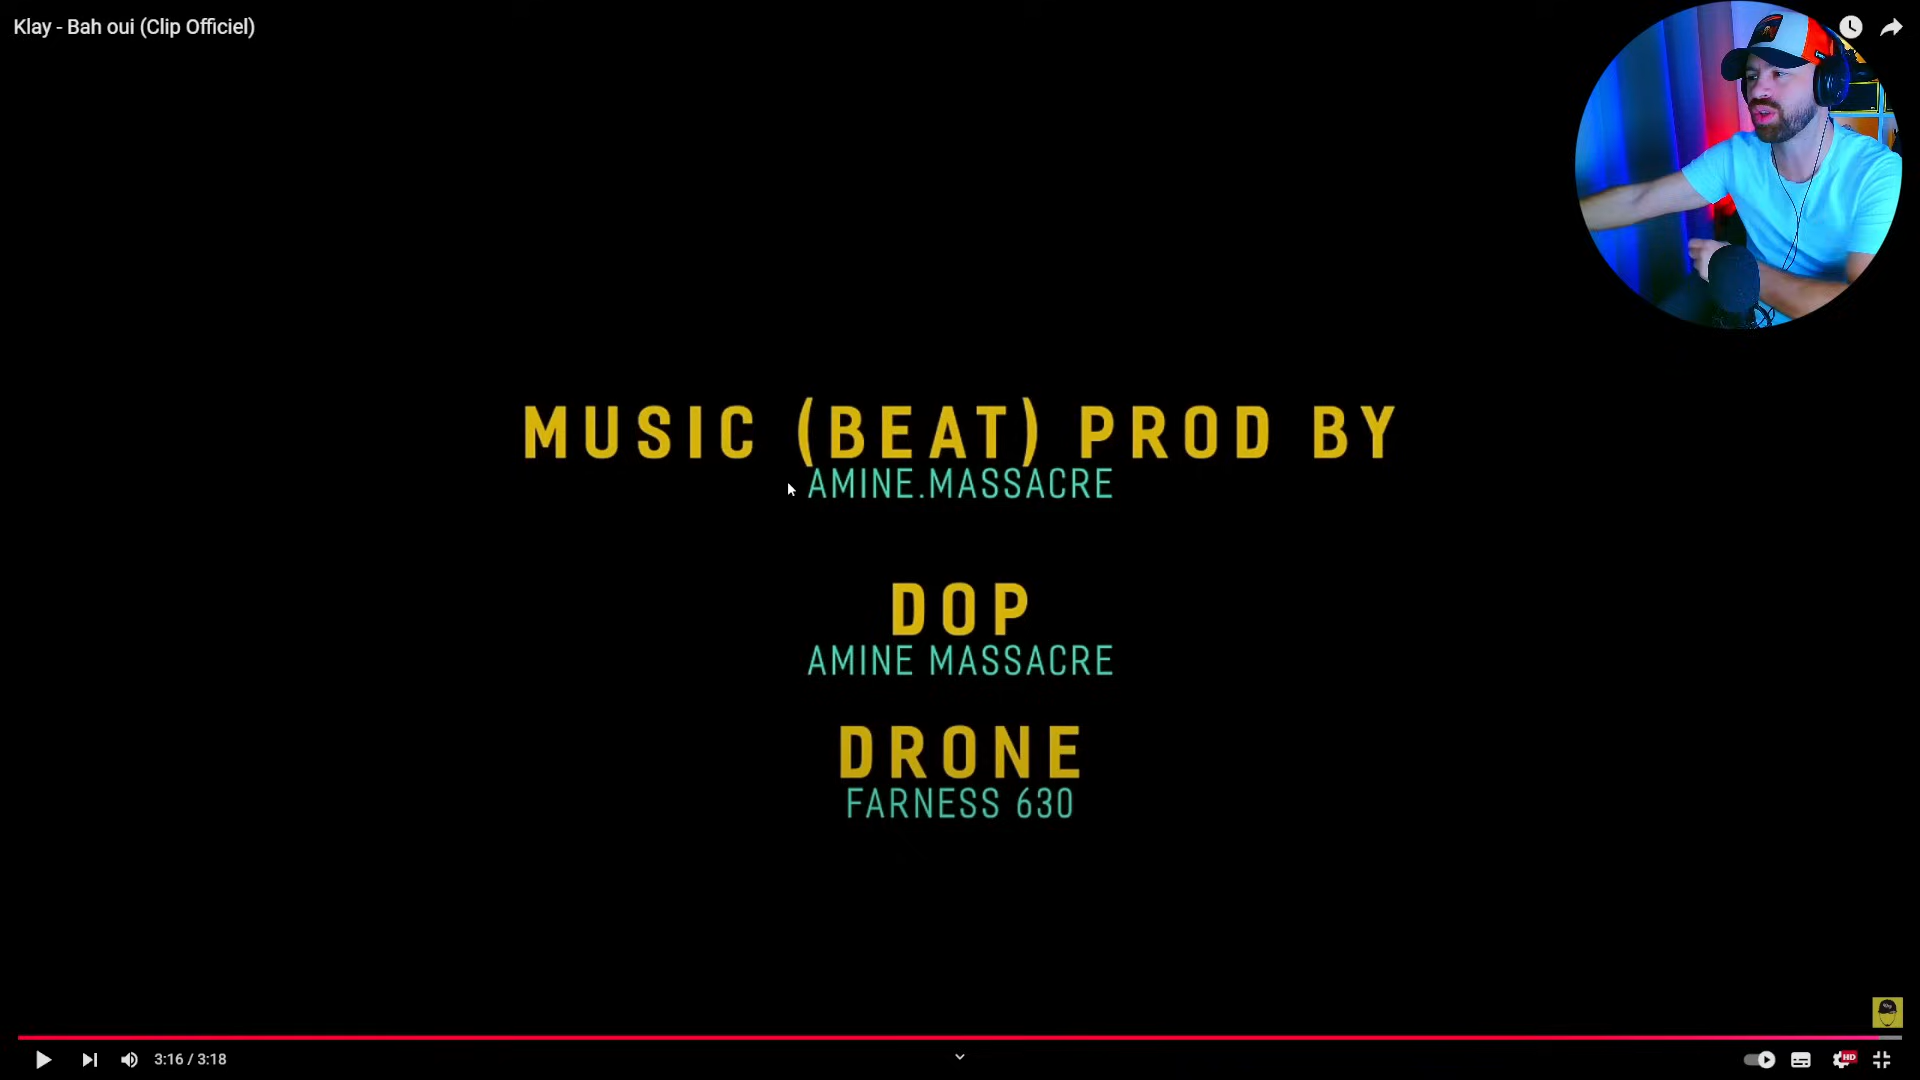 Klay - Bah oui (Clip Officiel)
MUSIC (BEAT) PROD BY
AMINE.MASSACRE
DOP
AMINE MASSACRE
DRONE
FARNESS 630
3:16 / 3:18
HD